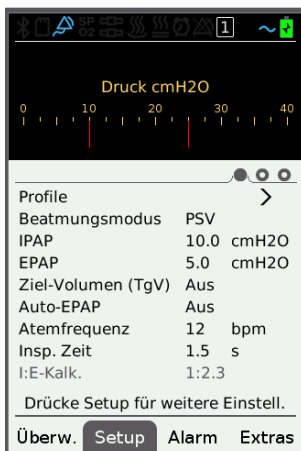 SP O2 1
Druck cmH2O
0 10 20 30 40
Profile >
Beatmungsmodus PSV
IPAP 10.0 cmH2O
EPAP 5.0 cmH2O
Ziel-Volumen (TgV) Aus
Auto-EPAP Aus
Atemfrequenz 12 bpm
Insp. Zeit 1.5 s
I:E-Kalk. 1:2.3
Drücke Setup für weitere Einstell.
Überw. Setup Alarm Extras